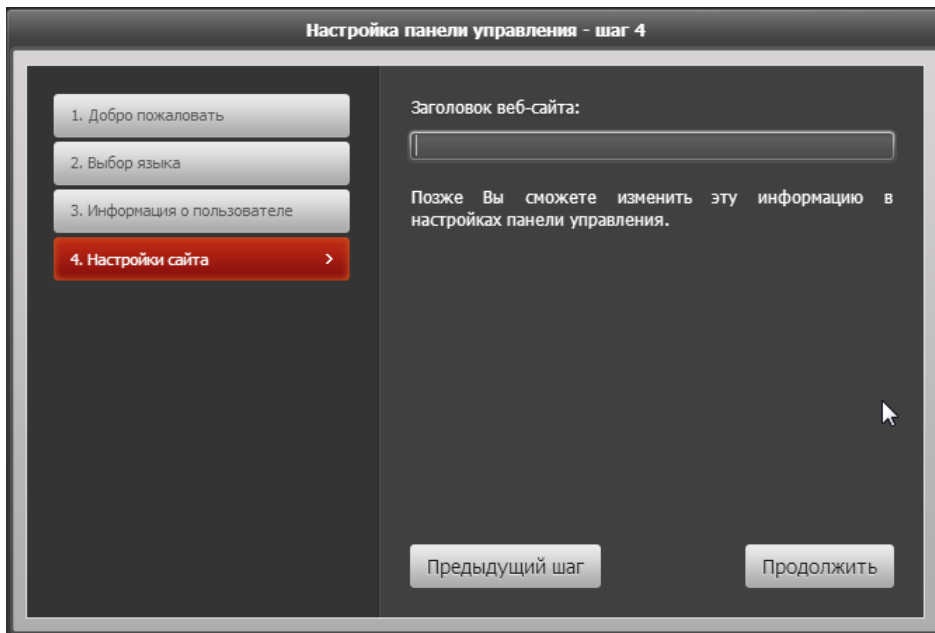 Настройка панели управления - шаг 4
1. Добро пожаловать
2. Выбор языка
3. Информация о пользователе
4. Настройки сайта
Заголовок веб-сайта:
Позже Вы сможете изменить эту информацию в
настройках панели управления.
Предыдущий шаг
Продолжить